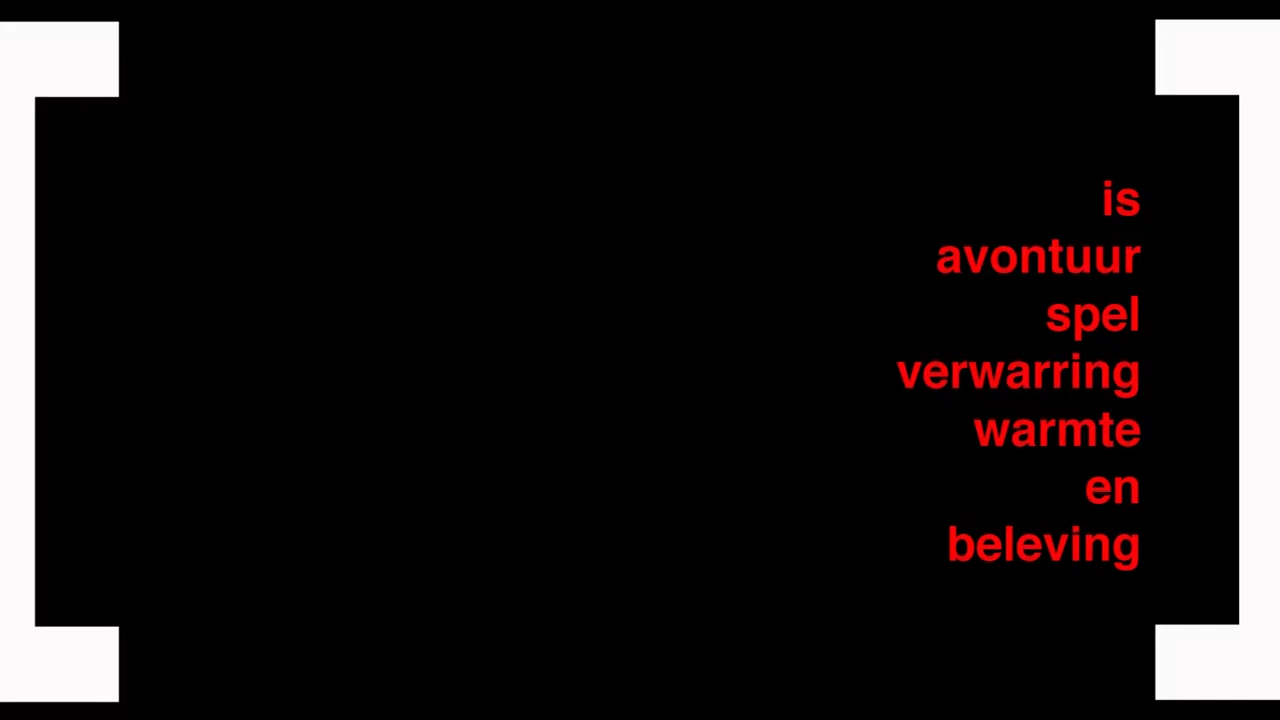 is
avontuur
spel
verwarring
warmte
en
beleving